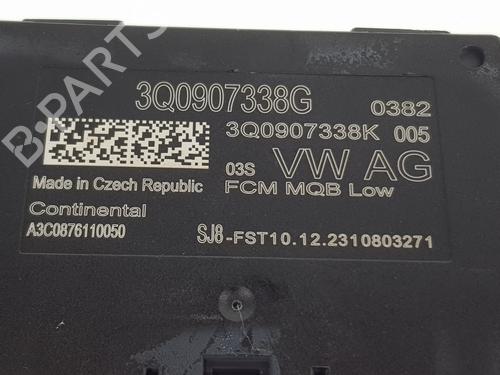 3Q0907338G 0382
3Q0907338K 005
03S VW AG
Made in Czech Republic FCM MQB Low
Continental
A3C0876110050 SJ8-FST10.12.2310803271
B-PARTS